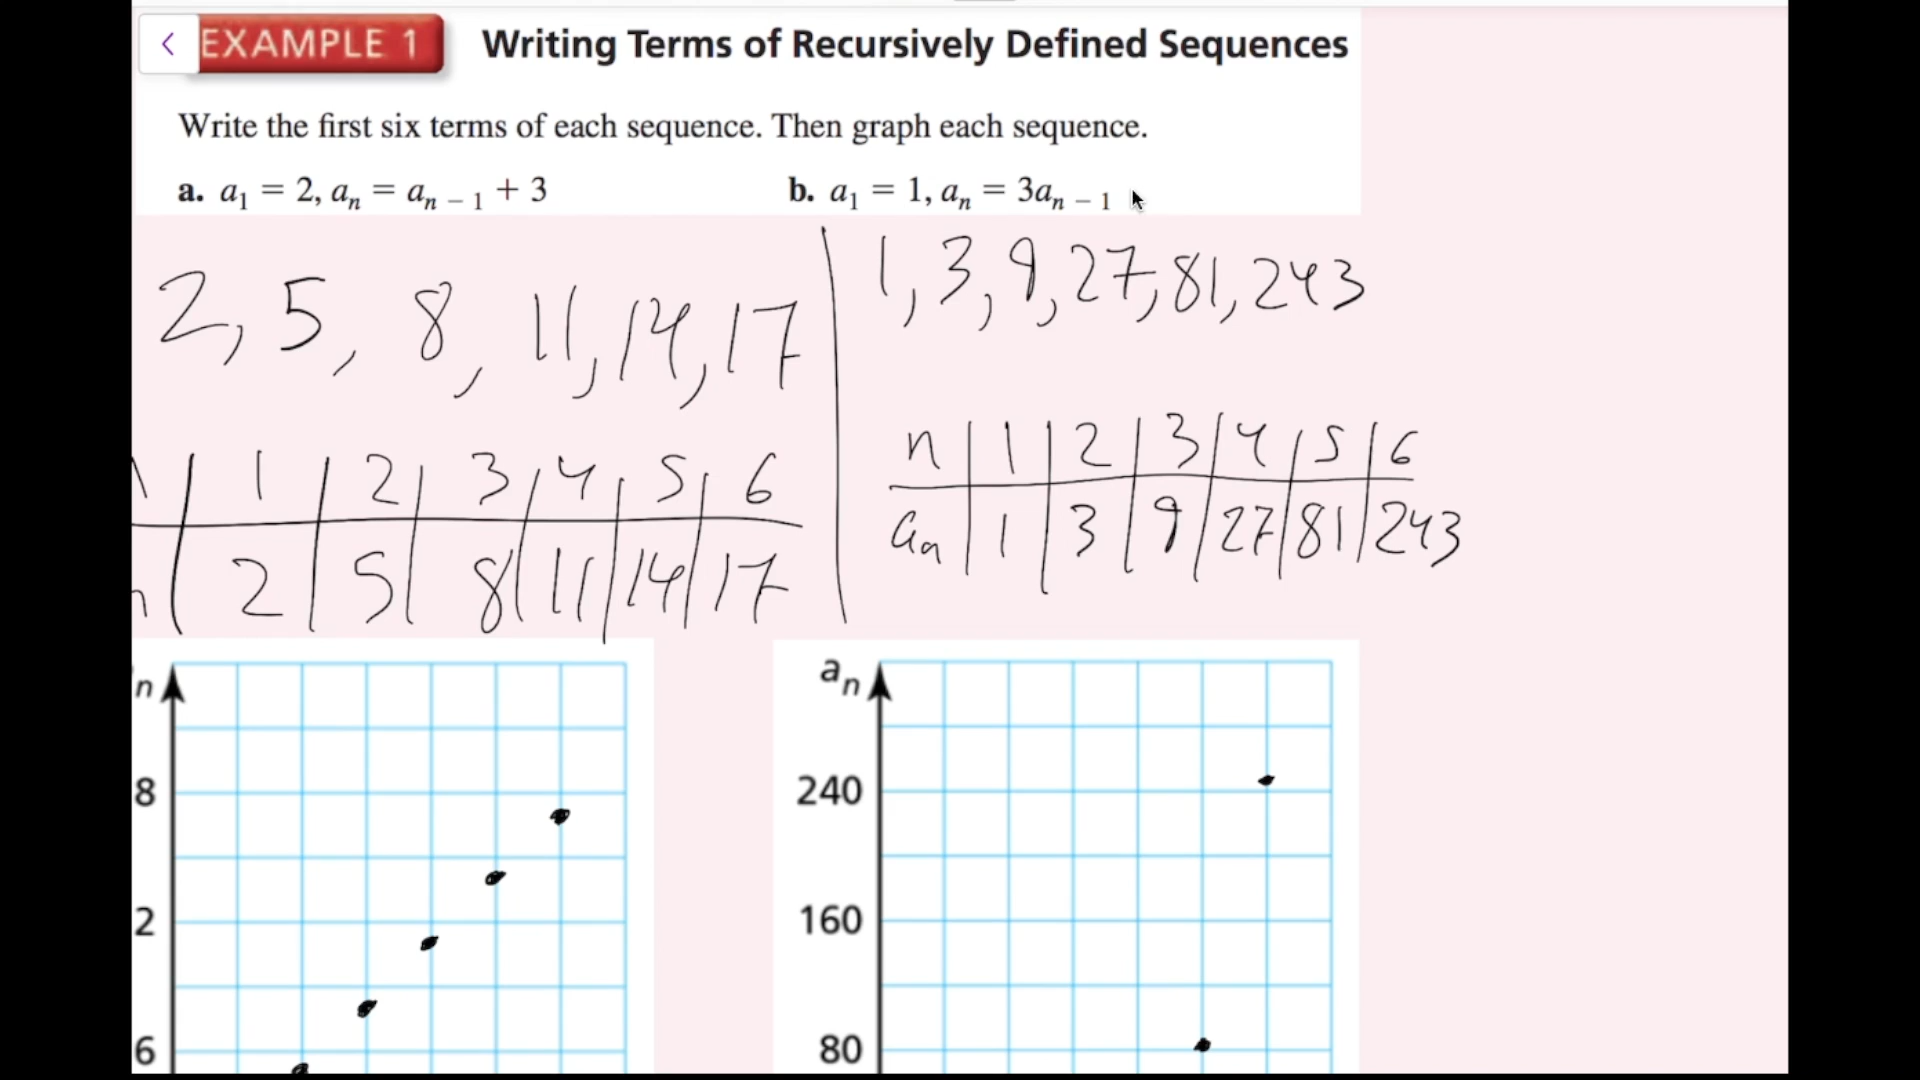 EXAMPLE 1 Writing Terms of Recursively Defined Sequences
Write the first six terms of each sequence. Then graph each sequence.
a. a₁ = 2, aₙ = aₙ₋₁ + 3
b. a₁ = 1, aₙ = 3aₙ₋₁
2, 5, 8, 11, 14, 17
1, 3, 9, 27, 81, 243
1 2 3 4 5 6
2 5 8 11 14 17
n 1 2 3 4 5 6
aₙ 1 3 9 27 81 243
n
8
2
6
aₙ
240
160
80